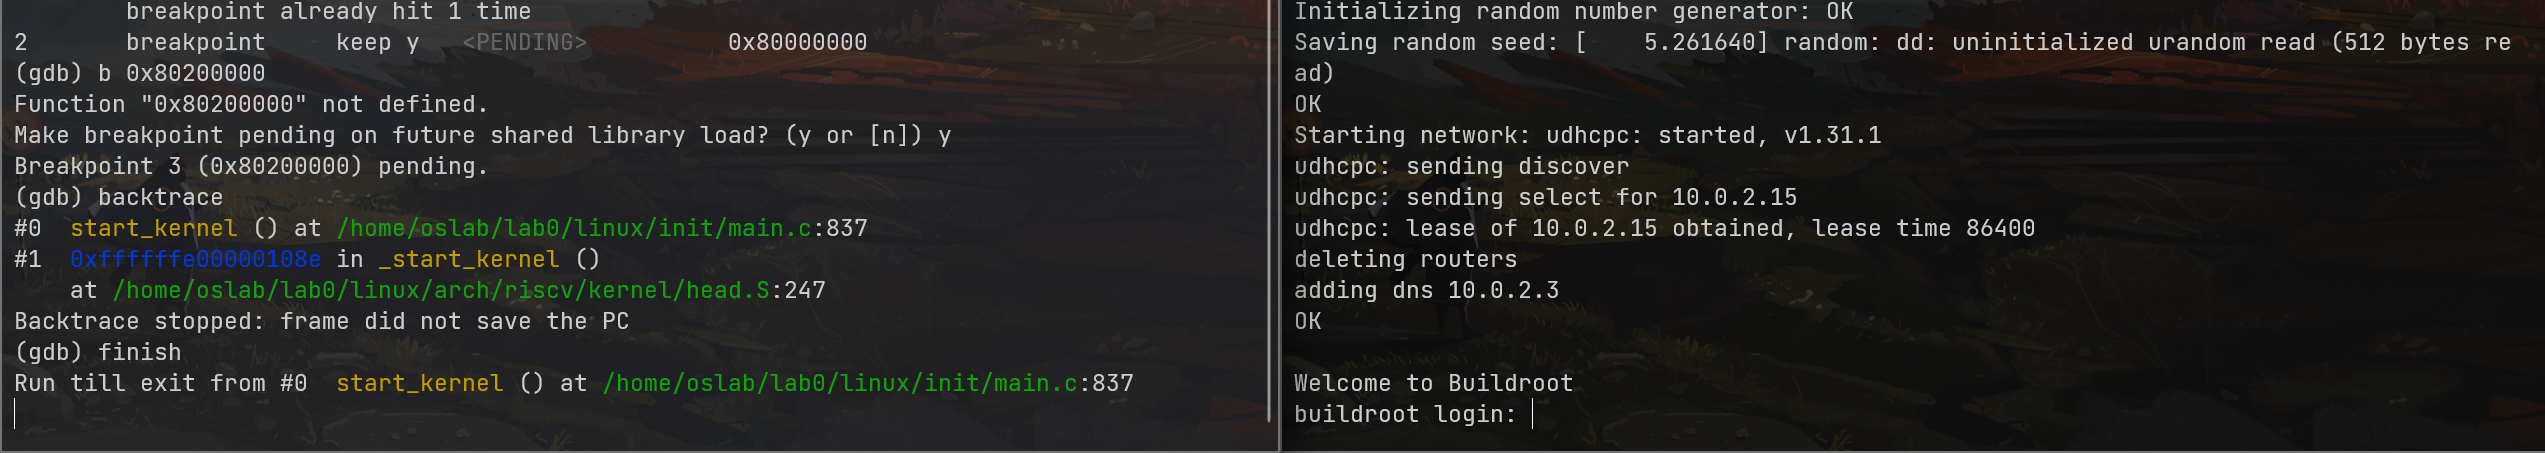 breakpoint already hit 1 time
2       breakpoint     keep y   <PENDING>          0x80000000
(gdb) b 0x80200000
Function "0x80200000" not defined.
Make breakpoint pending on future shared library load? (y or [n]) y
Breakpoint 3 (0x80200000) pending.
(gdb) backtrace
#0  start_kernel () at /home/oslab/lab0/linux/init/main.c:837
#1  0xffffffe00000108e in _start_kernel ()
    at /home/oslab/lab0/linux/arch/riscv/kernel/head.S:247
Backtrace stopped: frame did not save the PC
(gdb) finish
Run till exit from #0  start_kernel () at /home/oslab/lab0/linux/init/main.c:837
Initializing random number generator: OK
Saving random seed: [    5.261640] random: dd: uninitialized urandom read (512 bytes re
ad)
OK
Starting network: udhcpc: started, v1.31.1
udhcpc: sending discover
udhcpc: sending select for 10.0.2.15
udhcpc: lease of 10.0.2.15 obtained, lease time 86400
deleting routers
adding dns 10.0.2.3
OK
Welcome to Buildroot
buildroot login: